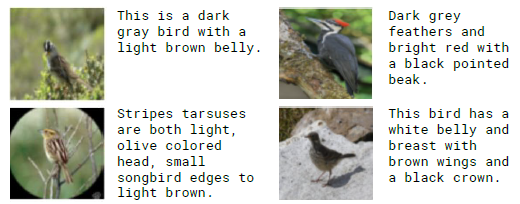 This is a dark
gray bird with a
light brown belly.
Dark grey
feathers and
bright red with
a black pointed
beak.
Stripes tarsuses
are both light,
olive colored
head, small
songbird edges to
light brown.
This bird has a
white belly and
breast with
brown wings and
a black crown.